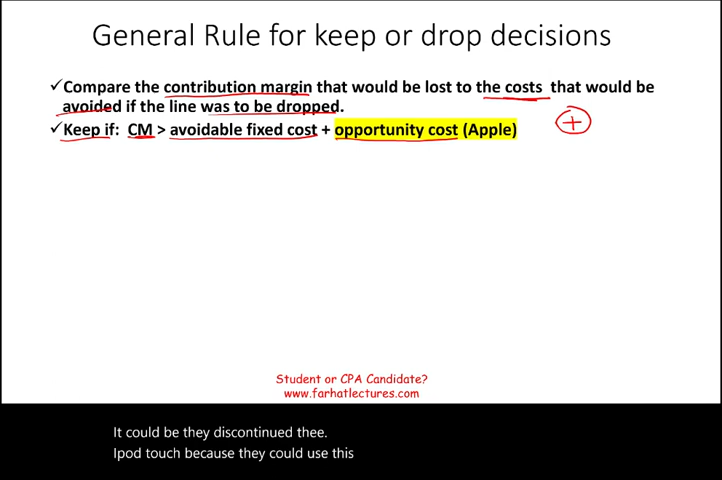 General Rule for keep or drop decisions
✓Compare the contribution margin that would be lost to the costs that would be
avoided if the line was to be dropped.
✓Keep if: CM > avoidable fixed cost + opportunity cost (Apple)
+
Student or CPA Candidate?
www.farhatlectures.com
It could be they discontinued thee.
Ipod touch because they could use this